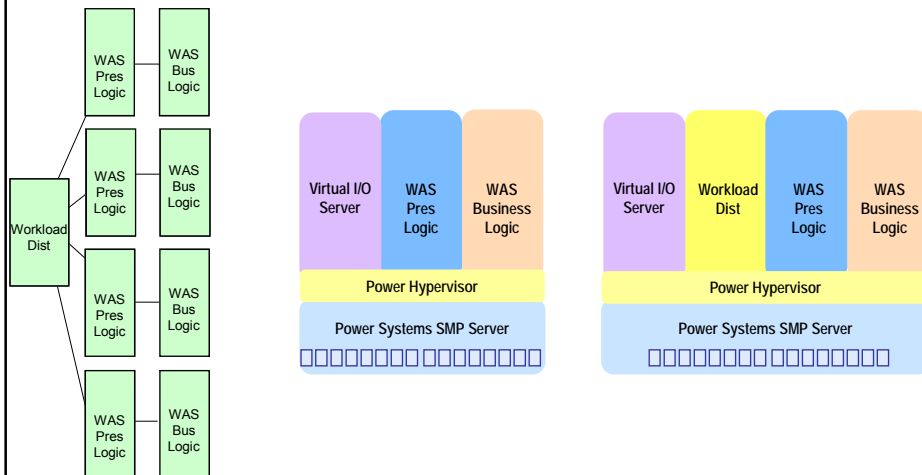 WAS
Pres
Logic
WAS
Bus
Logic
WAS
Pres
Logic
WAS
Bus
Logic
Workload
Dist
WAS
Pres
Logic
WAS
Bus
Logic
WAS
Pres
Logic
WAS
Bus
Logic
Virtual I/O
Server
WAS
Pres
Logic
WAS
Business
Logic
Power Hypervisor
Power Systems SMP Server
Virtual I/O
Server
Workload
Dist
WAS
Pres
Logic
WAS
Business
Logic
Power Hypervisor
Power Systems SMP Server